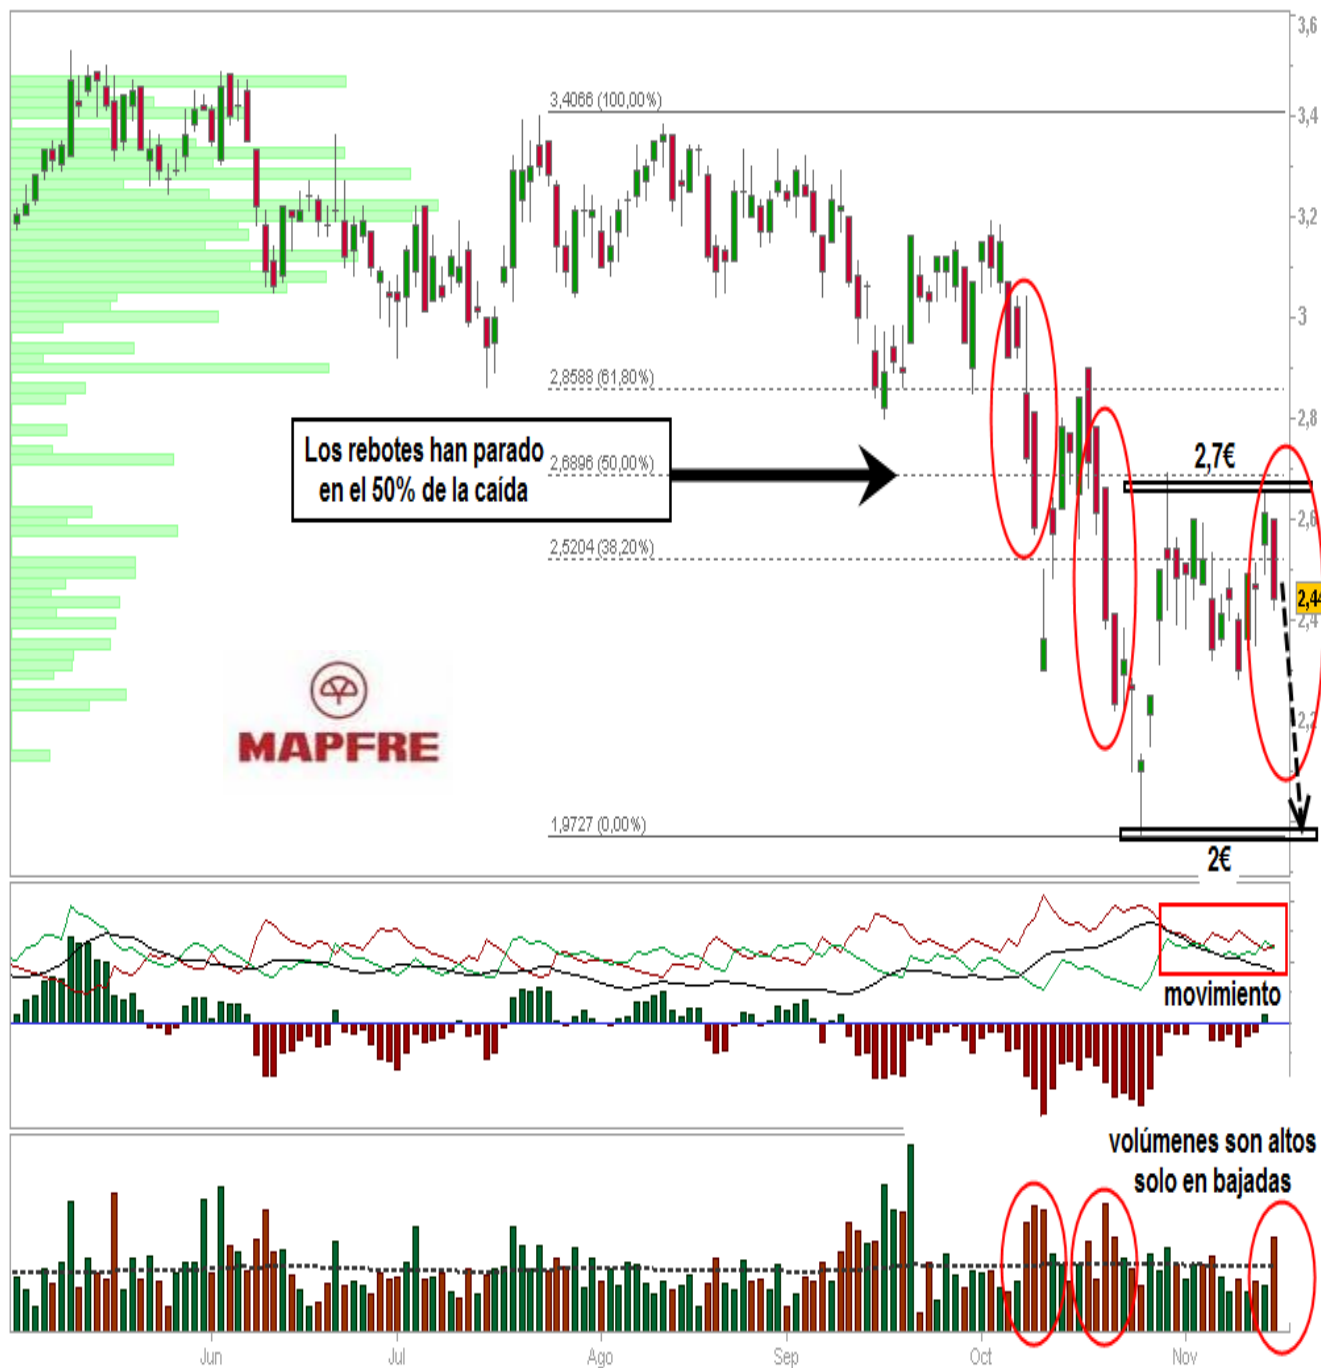 3,6
3,4066 (100,00%)
3,4
3,2
3
2,8588 (61,80%)
2,8
Los rebotes han parado
en el 50% de la caída
2,6896 (50,00%)
2,7€
2,6
2,5204 (38,20%)
2,44
2,4
2,2
MAPFRE
1,9727 (0,00%)
2€
movimiento
volúmenes son altos
solo en bajadas
Jun
Jul
Ago
Sep
Oct
Nov